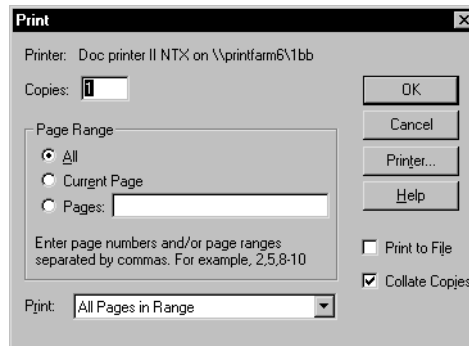 Print
Printer: Doc printer II NTX on \\printfarm6\1bb
Copies: 1
OK
Cancel
Printer...
Help
Page Range
All
Current Page
Pages:
Enter page numbers and/or page ranges
separated by commas. For example, 2,5,8-10
Print to File
Collate Copies
Print: All Pages in Range